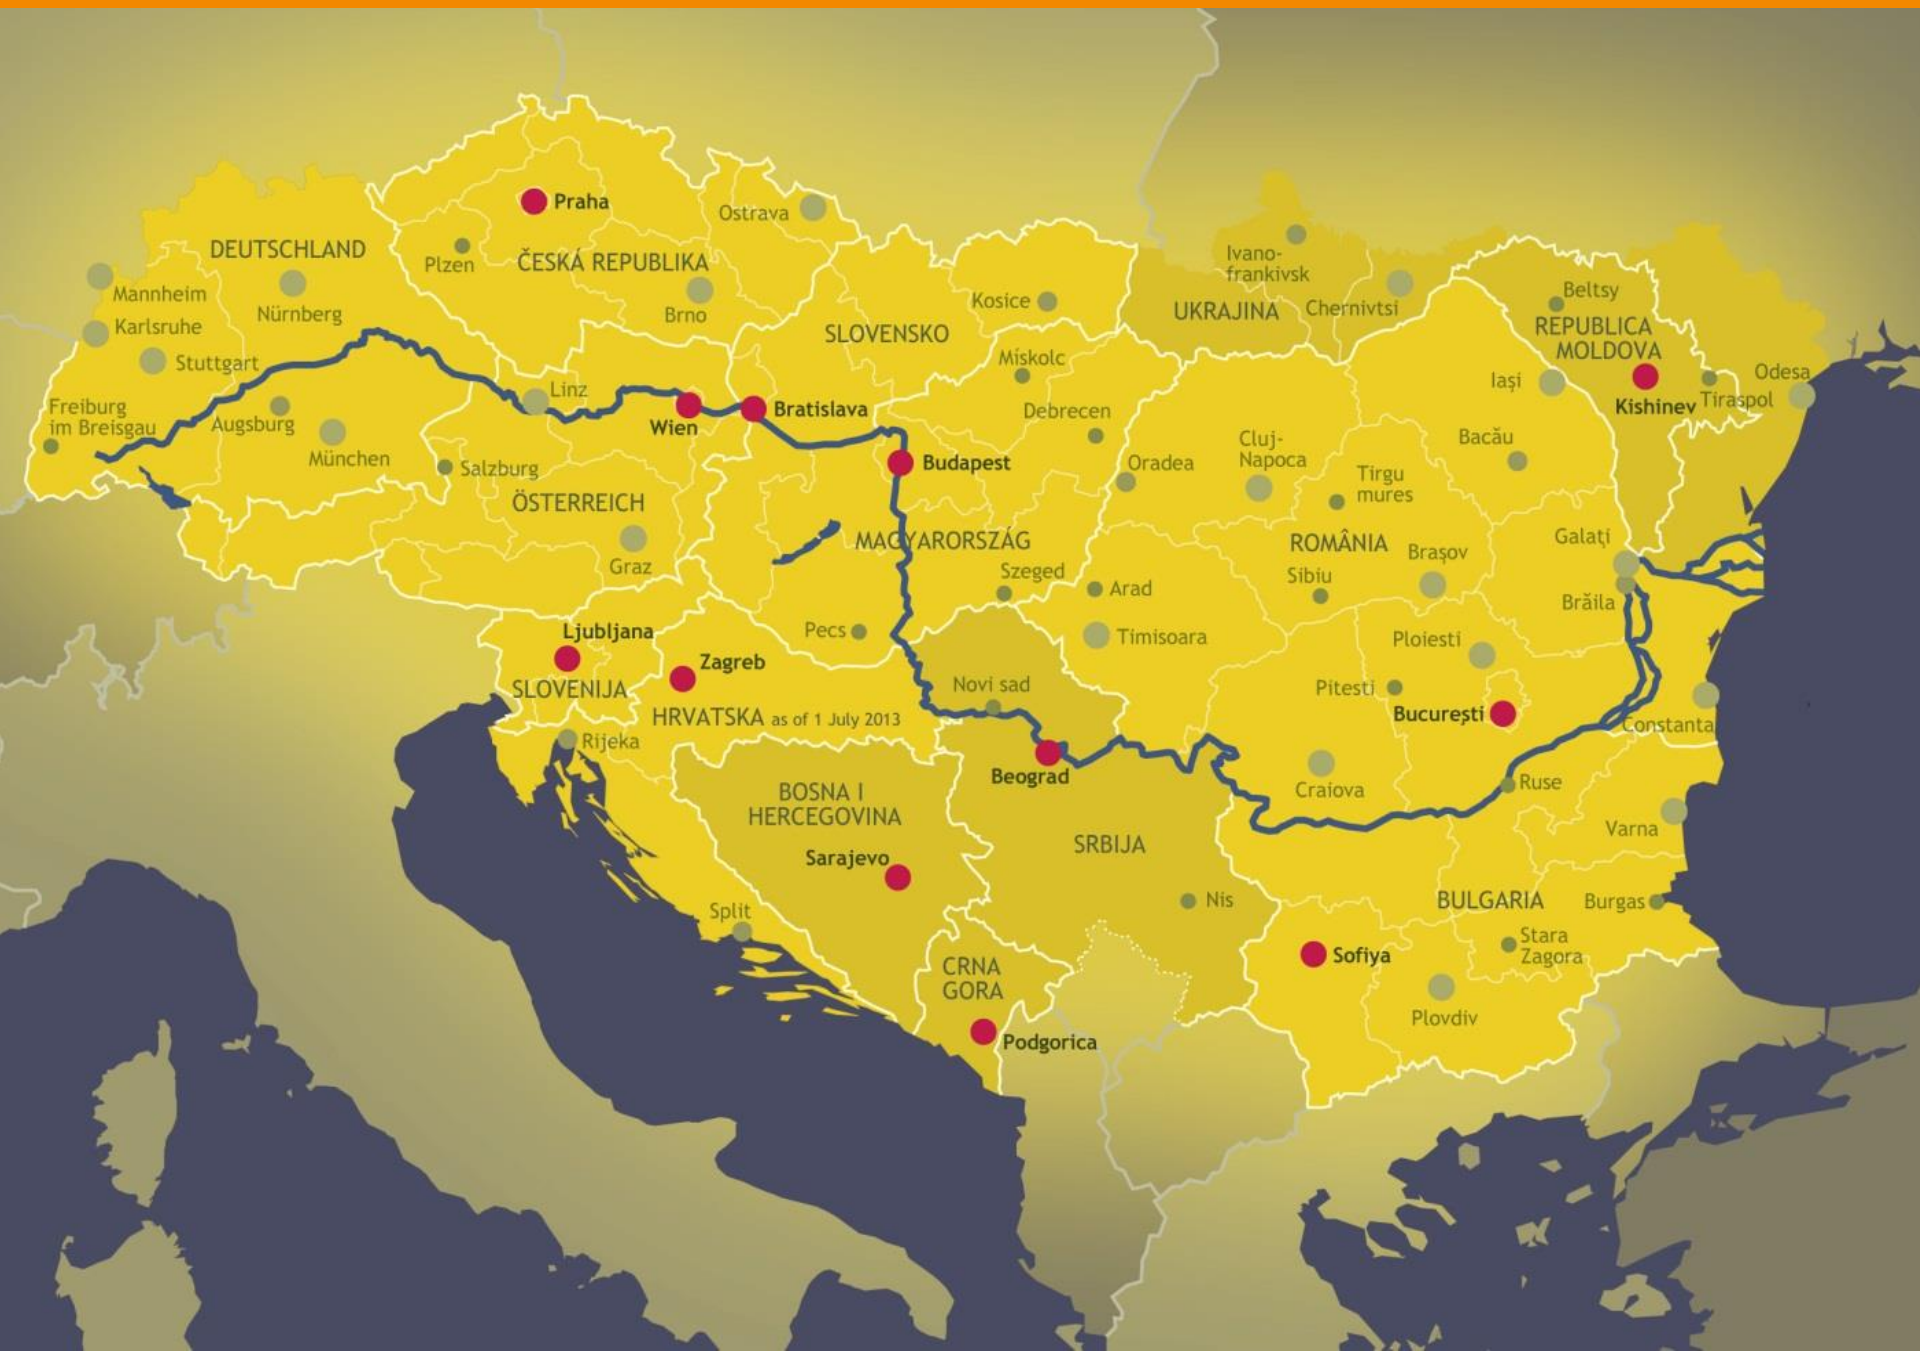 Praha
Ostrava
DEUTSCHLAND
Plzen
ČESKÁ REPUBLIKA
Mannheim
Nürnberg
Brno
Karlsruhe
Stuttgart
SLOVENSKO
Kosice
Ivano-
frankivsk
UKRAJINA
Chernivtsi
Beltsy
REPUBLICA
MOLDOVA
Miskolc
Iaşi
Odesa
Kishinev
Tiraspol
Freiburg
im Breisgau
Augsburg
München
Linz
Wien
Bratislava
Debrecen
Salzburg
Budapest
Oradea
Cluj-
Napoca
Bacău
Tirgu
mures
ÖSTERREICH
Graz
MAGYARORSZÁG
Szeged
Arad
ROMÂNIA
Sibiu
Braşov
Galaţi
Brăila
Ljubljana
Pecs
Timisoara
Ploiesti
Zagreb
SLOVENIJA
Novi sad
Pitesti
Bucureşti
HRVATSKA as of 1 July 2013
Constanta
Rijeka
Beograd
Craiova
Ruse
BOSNA I
HERCEGOVINA
Varna
Sarajevo
SRBIJA
Nis
BULGARIA
Burgas
Split
Stara
Zagora
Sofiya
CRNA
GORA
Plovdiv
Podgorica